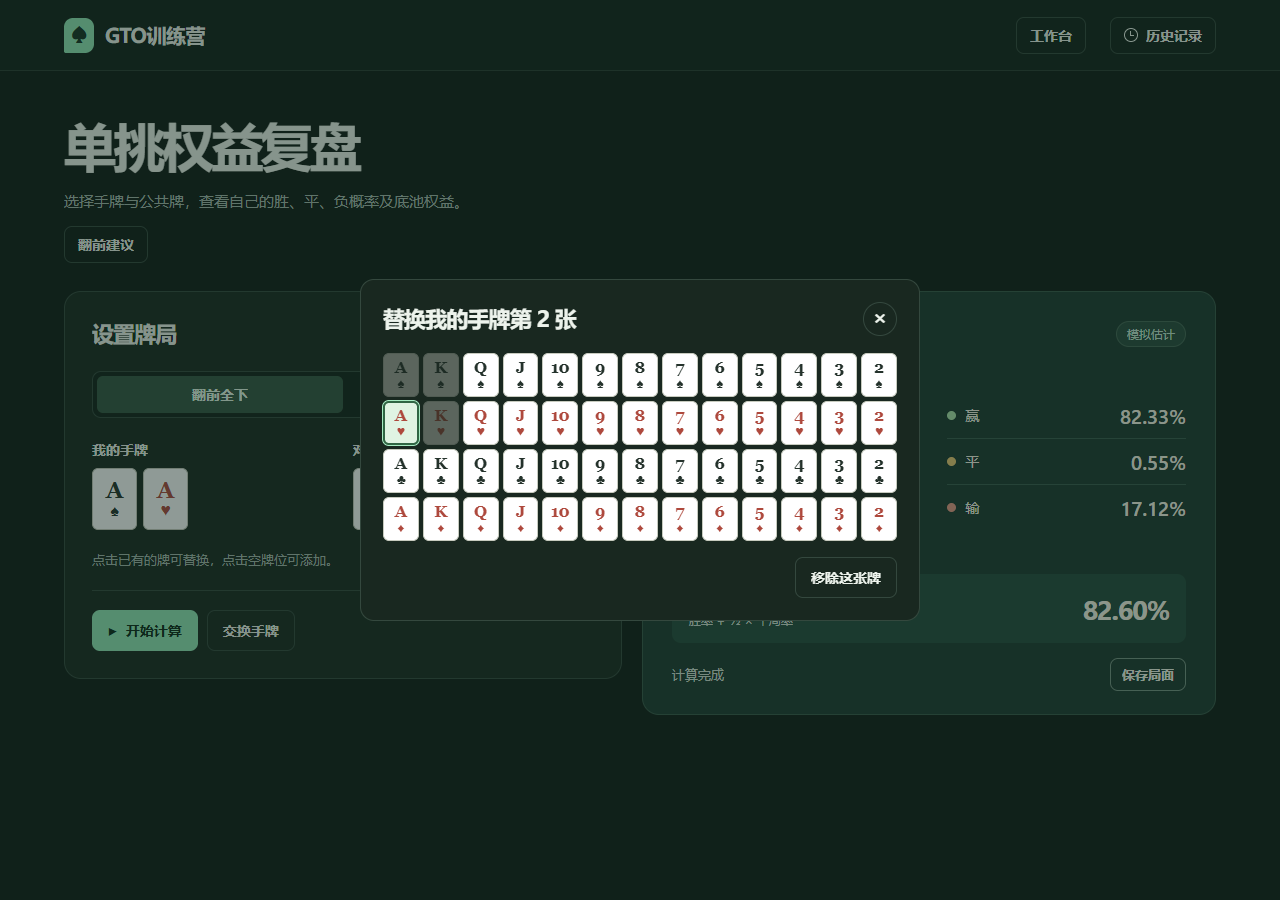 GTO训练营
工作台
历史记录
单挑权益复盘
选择手牌与公共牌，查看自己的胜、平、负概率及底池权益。
翻前建议
设置牌局
翻前全下
我的手牌
A
A
点击已有的牌可替换，点击空牌位可添加。
开始计算
交换手牌
替换我的手牌第 2 张
×
A K Q J 10 9 8 7 6 5 4 3 2
A K Q J 10 9 8 7 6 5 4 3 2
A K Q J 10 9 8 7 6 5 4 3 2
A K Q J 10 9 8 7 6 5 4 3 2
移除这张牌
模拟估计
赢 82.33%
平 0.55%
输 17.12%
82.60%
计算完成
保存局面